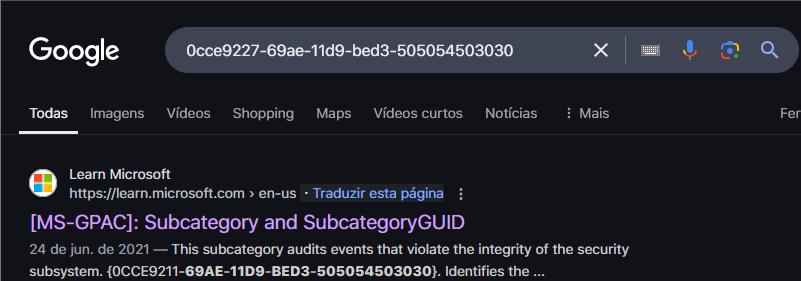 Google
0cce9227-69ae-11d9-bed3-505054503030
Todas Imagens Vídeos Shopping Maps Vídeos curtos Notícias Mais Fer
Learn Microsoft
https://learn.microsoft.com › en-us · Traduzir esta página
[MS-GPAC]: Subcategory and SubcategoryGUID
24 de jun. de 2021 — This subcategory audits events that violate the integrity of the security
subsystem. {0CCE9211-69AE-11D9-BED3-505054503030}. Identifies the ...